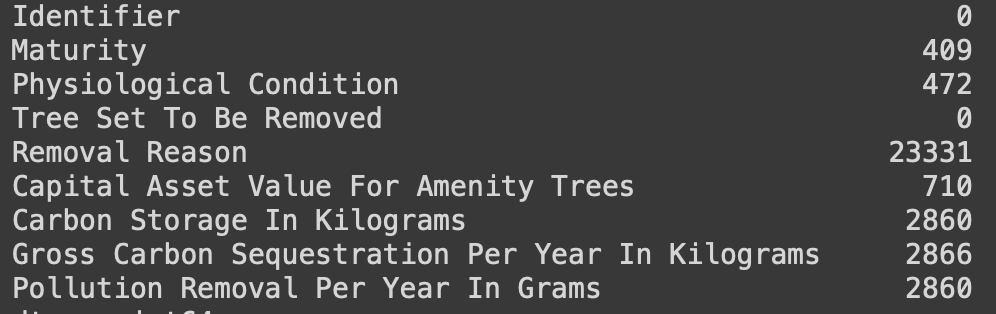 Identifier 0
Maturity 409
Physiological Condition 472
Tree Set To Be Removed 0
Removal Reason 23331
Capital Asset Value For Amenity Trees 710
Carbon Storage In Kilograms 2860
Gross Carbon Sequestration Per Year In Kilograms 2866
Pollution Removal Per Year In Grams 2860